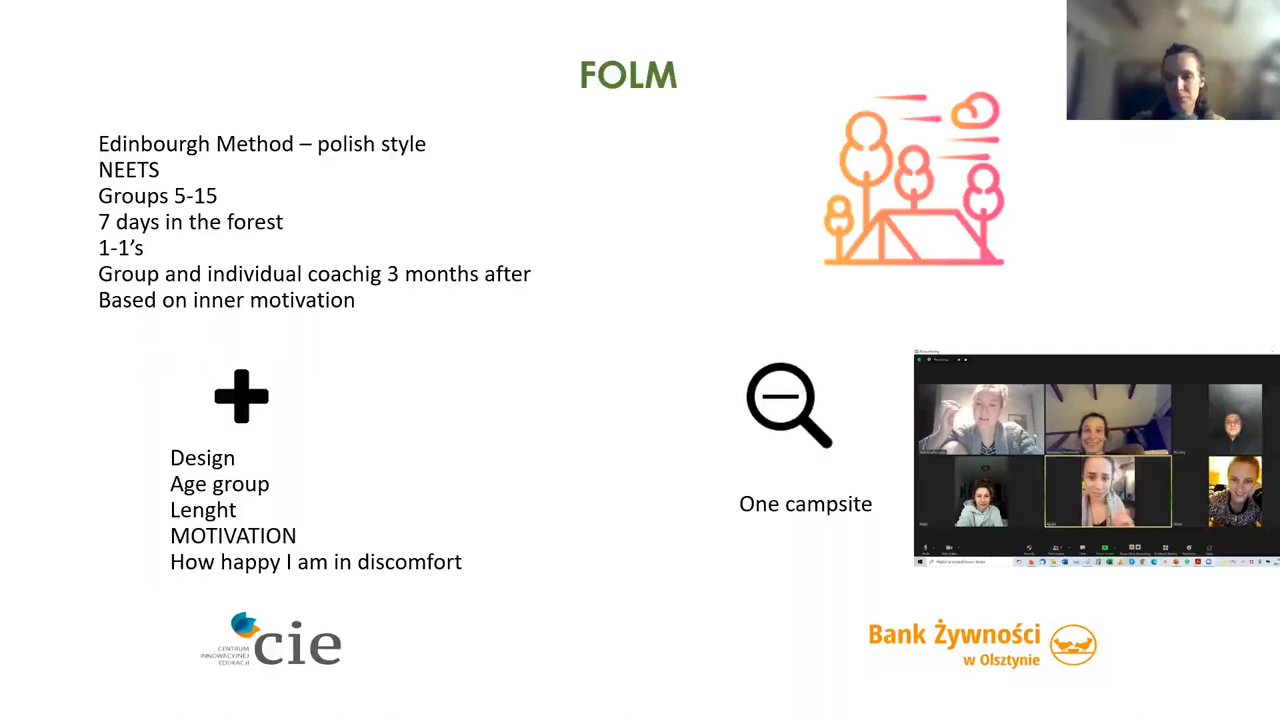 FOLM
Edinbourgh Method – polish style
NEETS
Groups 5-15
7 days in the forest
1-1’s
Group and individual coachig 3 months after
Based on inner motivation
Design
Age group
Lenght
MOTIVATION
How happy I am in discomfort
One campsite
CENTRUM
INNOWACYJNEJ
EDUKACJI
cie
Bank Żywności
w Olsztynie